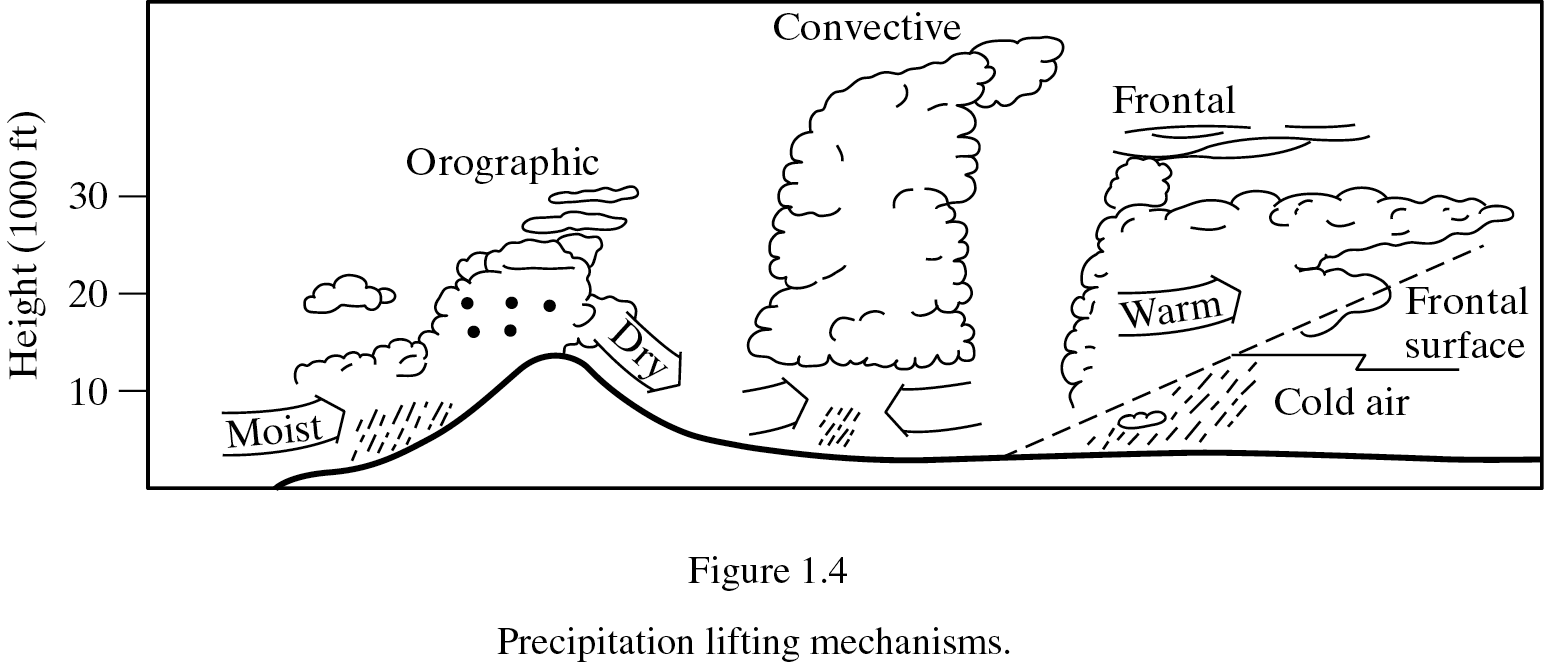 Convective
Frontal
Orographic
Height (1000 ft)
30
20
10
Moist
Dry
Warm
Frontal
surface
Cold air
Figure 1.4
Precipitation lifting mechanisms.